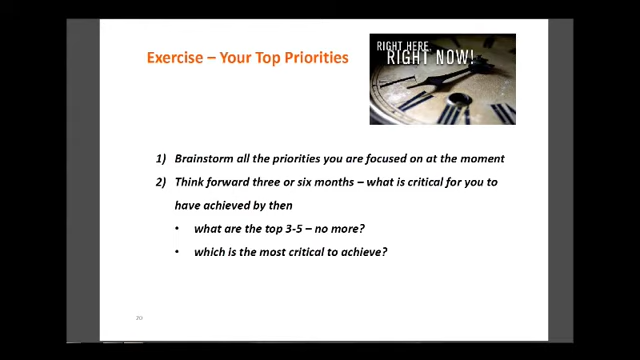 Exercise – Your Top Priorities
RIGHT HERE,
RIGHT NOW!
1) Brainstorm all the priorities you are focused on at the moment
2) Think forward three or six months – what is critical for you to
have achieved by then
• what are the top 3-5 – no more?
• which is the most critical to achieve?
20